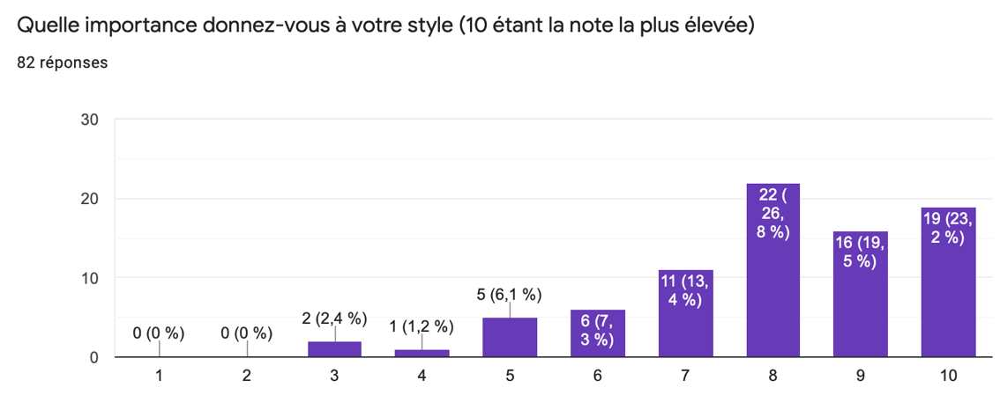 Quelle importance donnez-vous à votre style (10 étant la note la plus élevée)
82 réponses
30
20
10
0
0 (0 %)
0 (0 %)
2 (2,4 %)
1 (1,2 %)
5 (6,1 %)
6 (7,
3 %)
11 (13,
4 %)
22 (
26,
8 %)
16 (19,
5 %)
19 (23,
2 %)
1 2 3 4 5 6 7 8 9 10